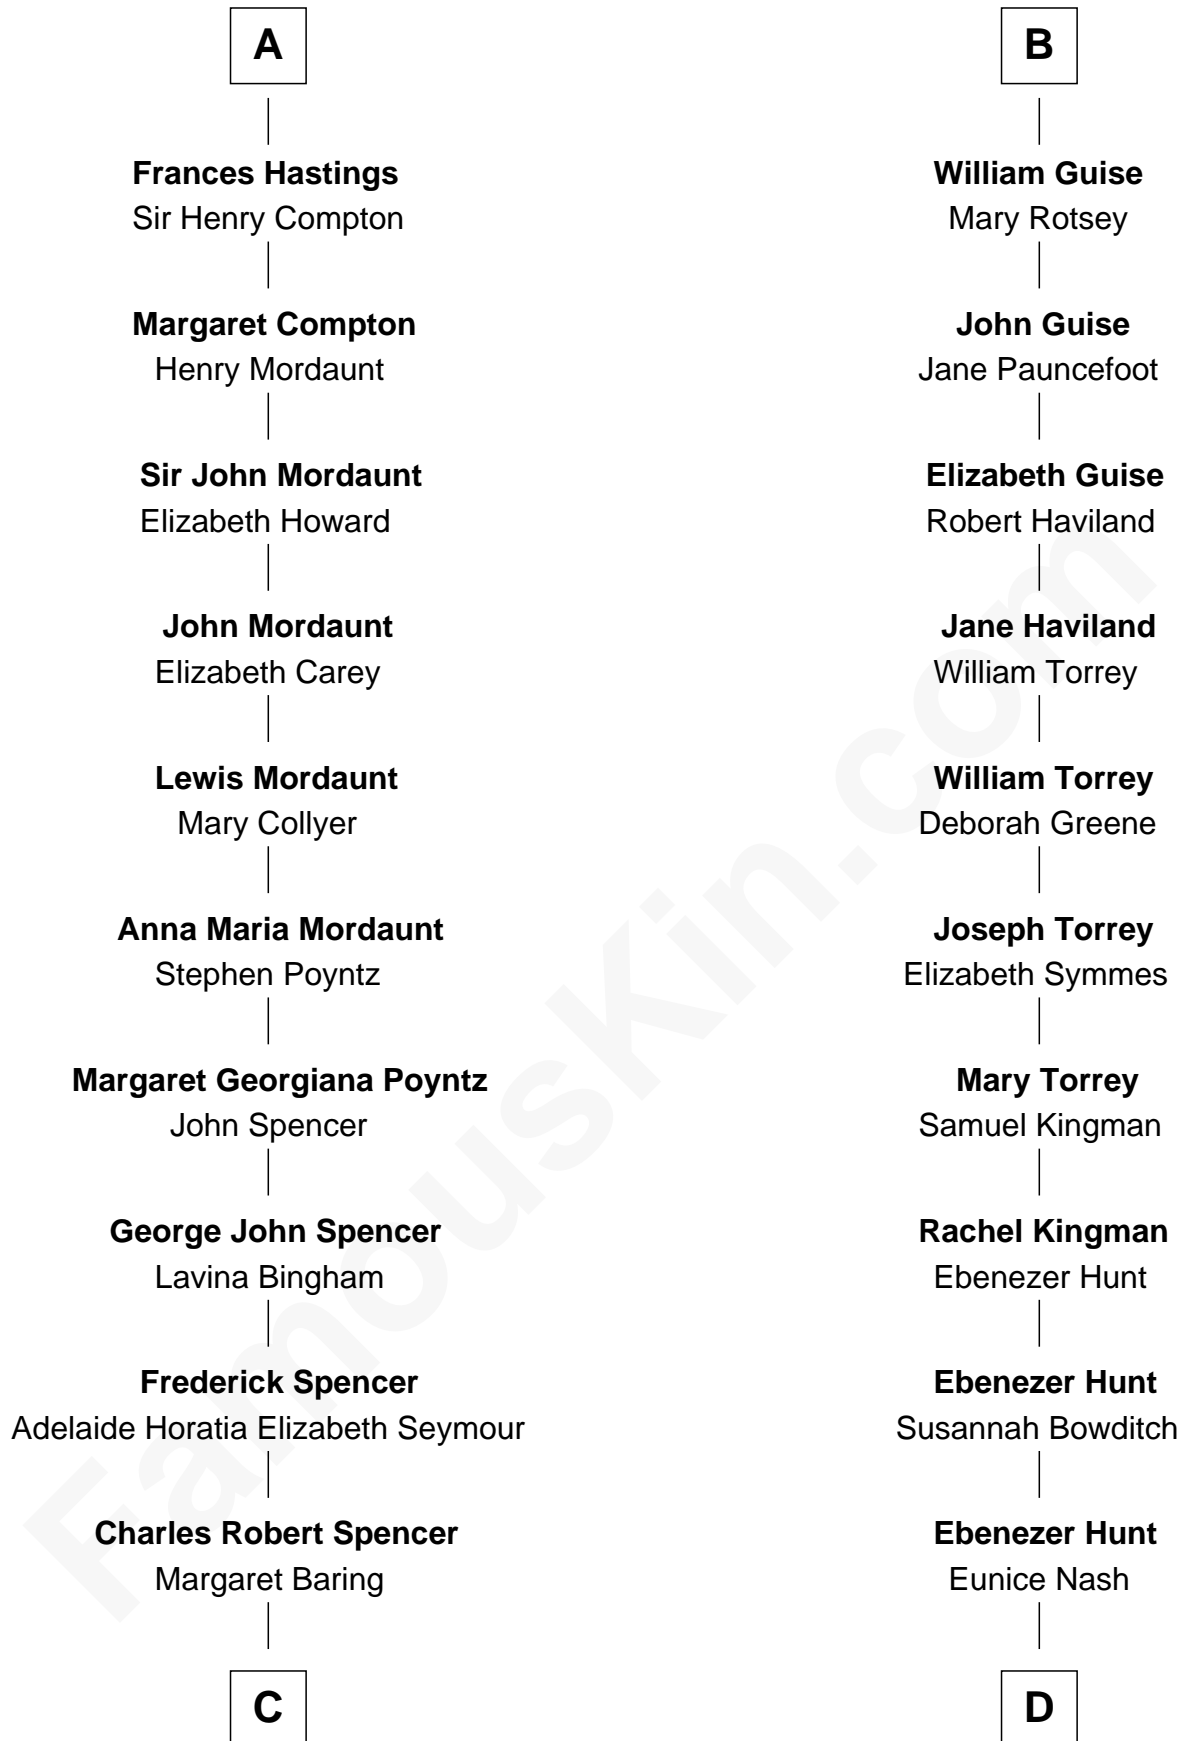 A
Frances Hastings
Sir Henry Compton
Margaret Compton
Henry Mordaunt
Sir John Mordaunt
Elizabeth Howard
John Mordaunt
Elizabeth Carey
Lewis Mordaunt
Mary Collyer
Anna Maria Mordaunt
Stephen Poyntz
Margaret Georgiana Poyntz
John Spencer
George John Spencer
Lavina Bingham
Frederick Spencer
Adelaide Horatia Elizabeth Seymour
Charles Robert Spencer
Margaret Baring
C
B
William Guise
Mary Rotsey
John Guise
Jane Pauncefoot
Elizabeth Guise
Robert Haviland
Jane Haviland
William Torrey
William Torrey
Deborah Greene
Joseph Torrey
Elizabeth Symmes
Mary Torrey
Samuel Kingman
Rachel Kingman
Ebenezer Hunt
Ebenezer Hunt
Susannah Bowditch
Ebenezer Hunt
Eunice Nash
D
FamousKin.com